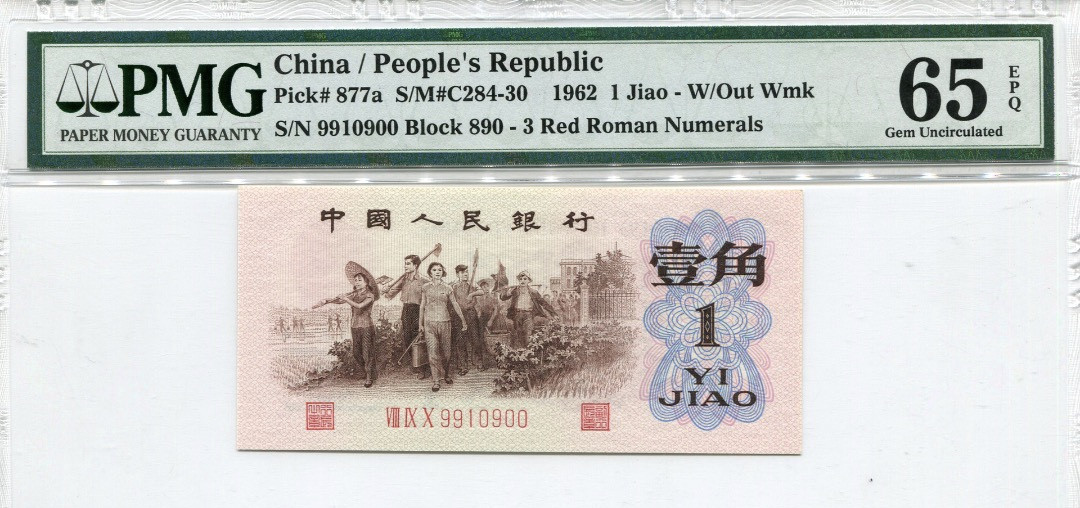 PMG
PAPER MONEY GUARANTY
China / People's Republic
Pick# 877a S/M#C284-30 1962 1 Jiao - W/Out Wmk
S/N 9910900 Block 890 - 3 Red Roman Numerals
65
EPQ
Gem Uncirculated
中國人民銀行
壹角
1
YI
JIAO
VIII IX X 9910900